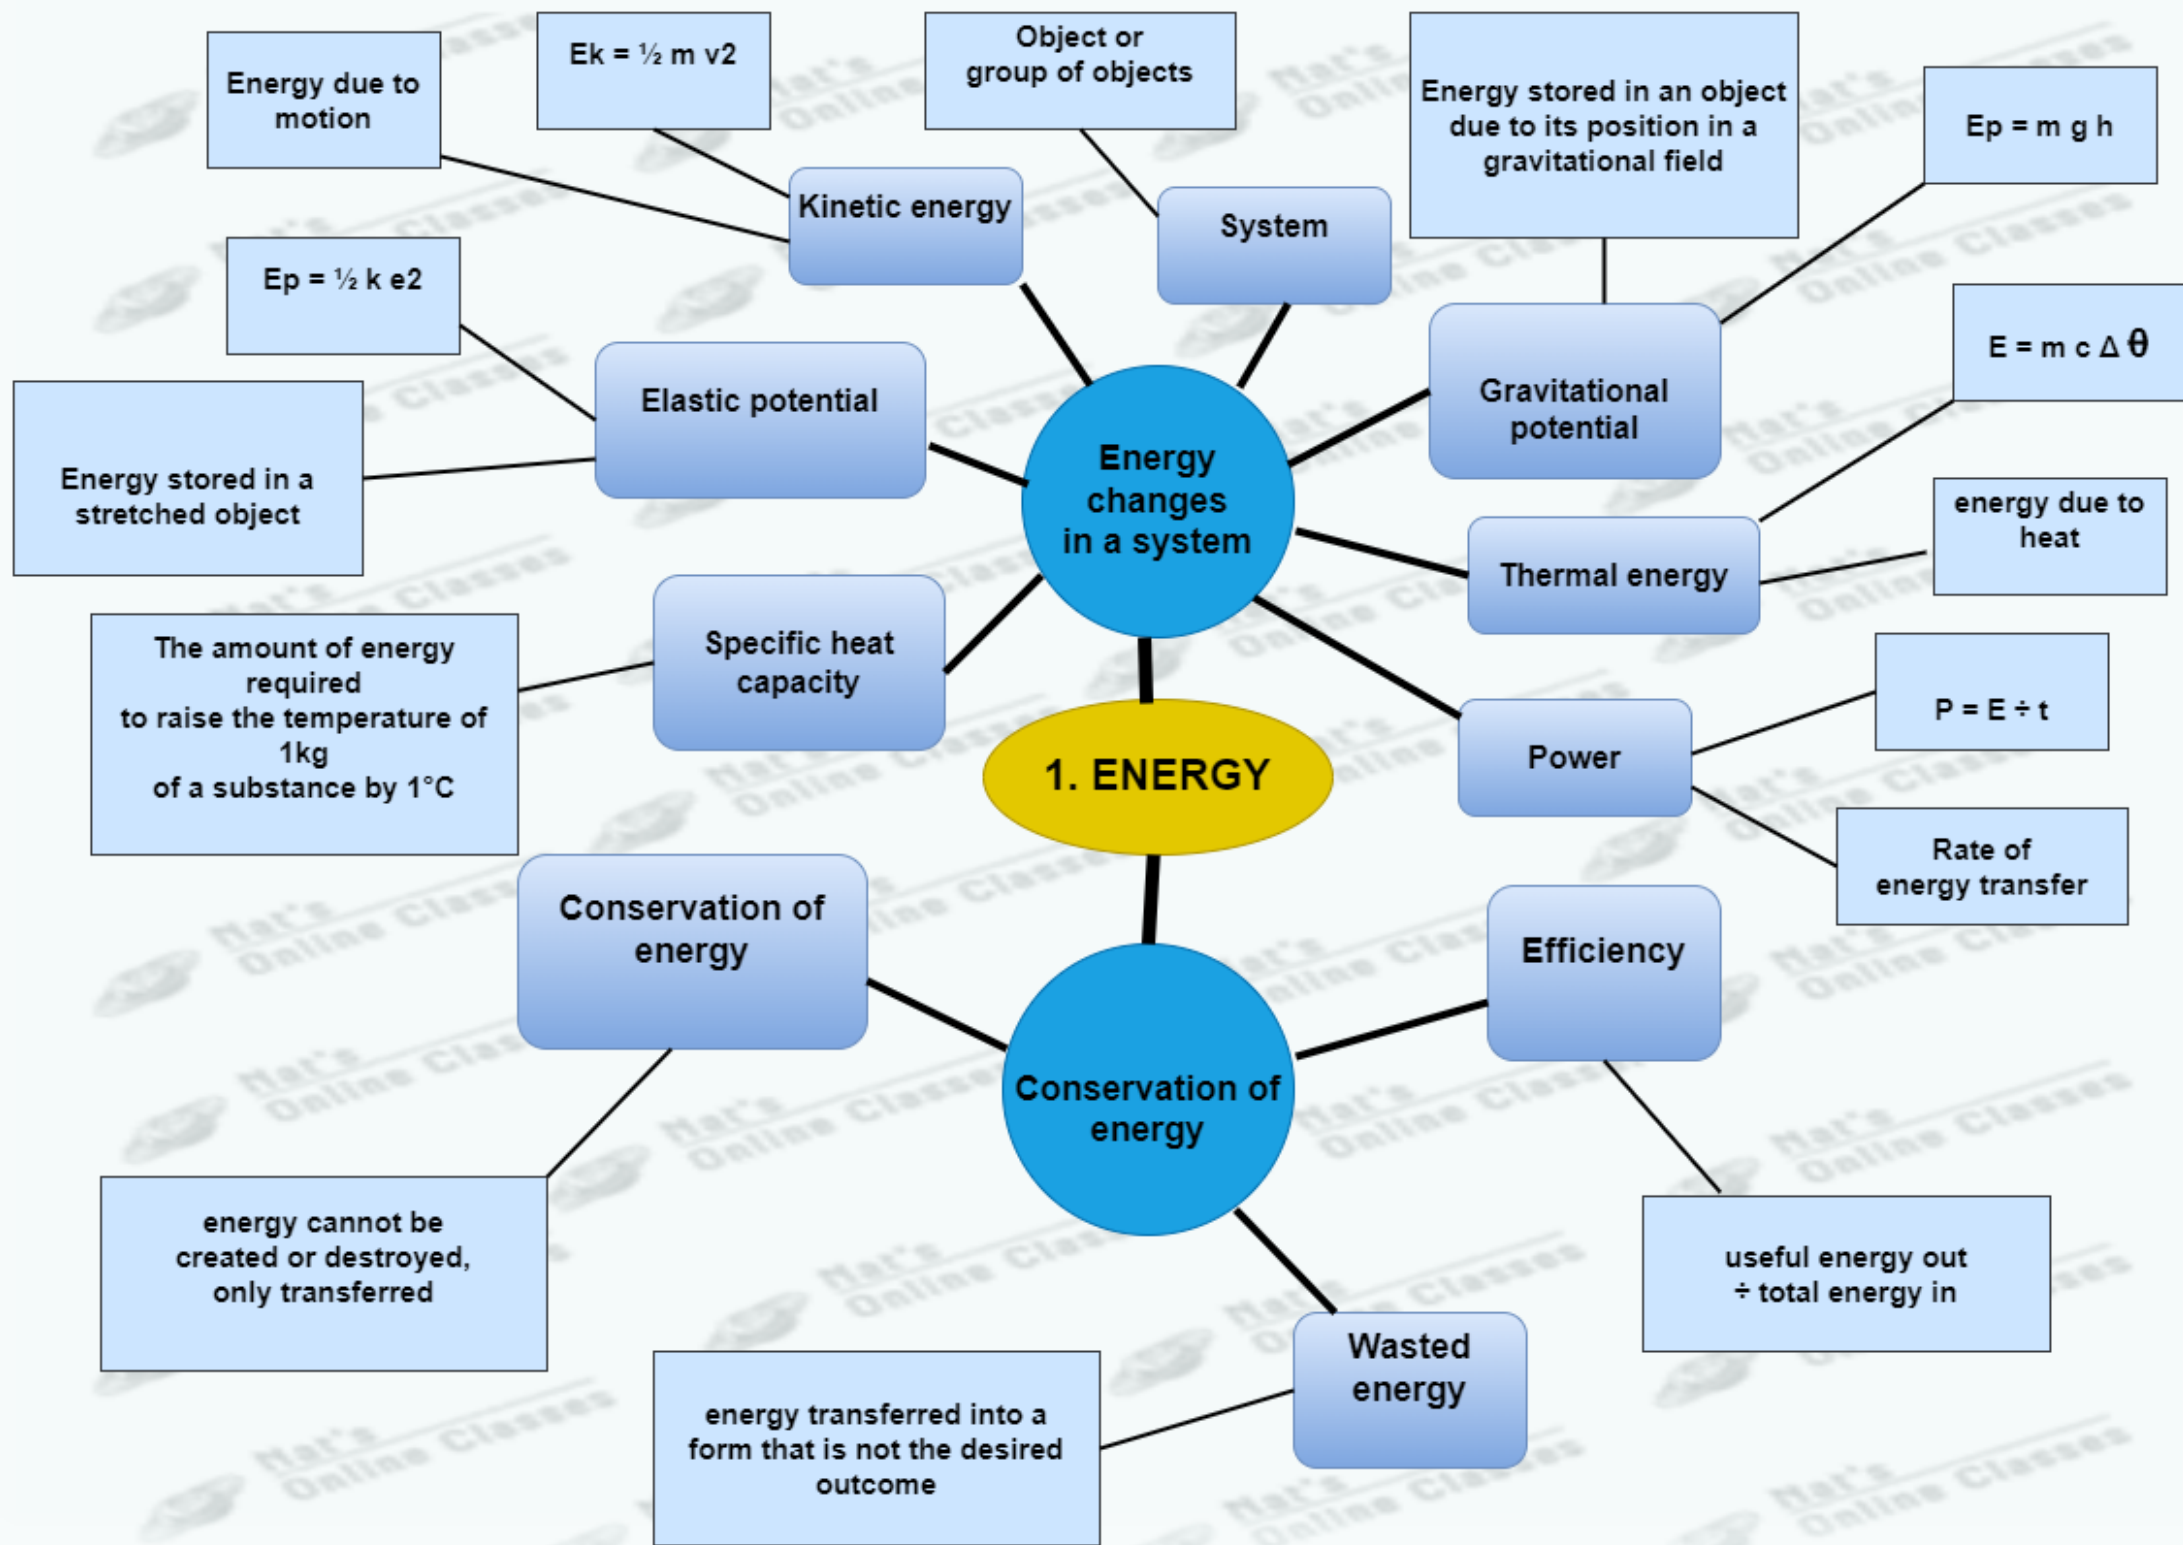 Energy due to
motion
Ek = ½ m v2
Object or
group of objects
Energy stored in an object
due to its position in a
gravitational field
Ep = m g h
Kinetic energy
System
Ep = ½ k e2
E = m c Δ θ
Elastic potential
Gravitational
potential
Energy stored in a
stretched object
Energy
changes
in a system
energy due to
heat
Thermal energy
The amount of energy
required
to raise the temperature of
1kg
of a substance by 1°C
Specific heat
capacity
P = E ÷ t
Power
1. ENERGY
Rate of
energy transfer
Conservation of
energy
Efficiency
Conservation of
energy
energy cannot be
created or destroyed,
only transferred
useful energy out
÷ total energy in
Wasted
energy
energy transferred into a
form that is not the desired
outcome
Nat's
Online Classes